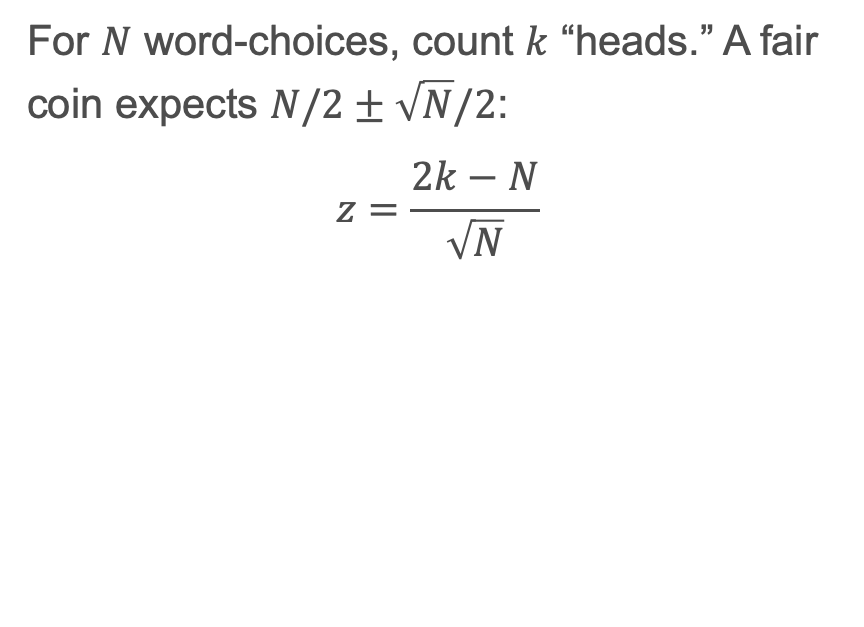 For N word-choices, count k “heads.” A fair
coin expects N/2 ± √N/2:
z = (2k − N)/√N